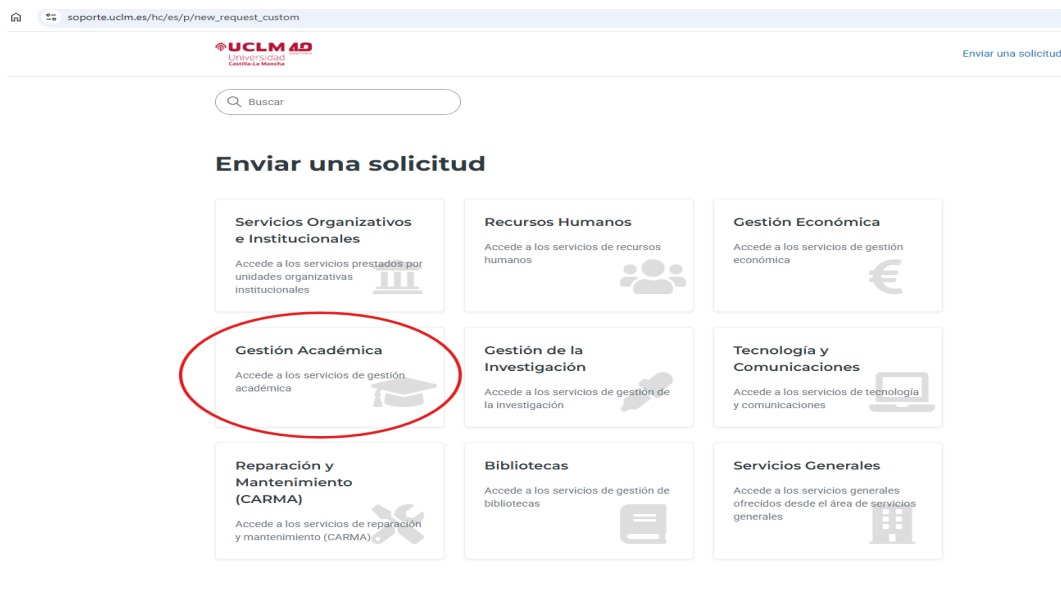 soporte.uclm.es/hc/es/p/new_request_custom
UCLM
Universidad
Castilla-La Mancha
Enviar una solicitud
Buscar
Enviar una solicitud
Servicios Organizativos
e Institucionales
Accede a los servicios prestados por
unidades organizativas
institucionales
Recursos Humanos
Accede a los servicios de recursos
humanos
Gestión Económica
Accede a los servicios de gestión
económica
Gestión Académica
Accede a los servicios de gestión
académica
Gestión de la
Investigación
Accede a los servicios de gestión de
la investigación
Tecnología y
Comunicaciones
Accede a los servicios de tecnología
y comunicaciones
Reparación y
Mantenimiento
(CARMA)
Accede a los servicios de reparación
y mantenimiento (CARMA)
Bibliotecas
Accede a los servicios de gestión de
bibliotecas
Servicios Generales
Accede a los servicios generales
ofrecidos desde el área de servicios
generales